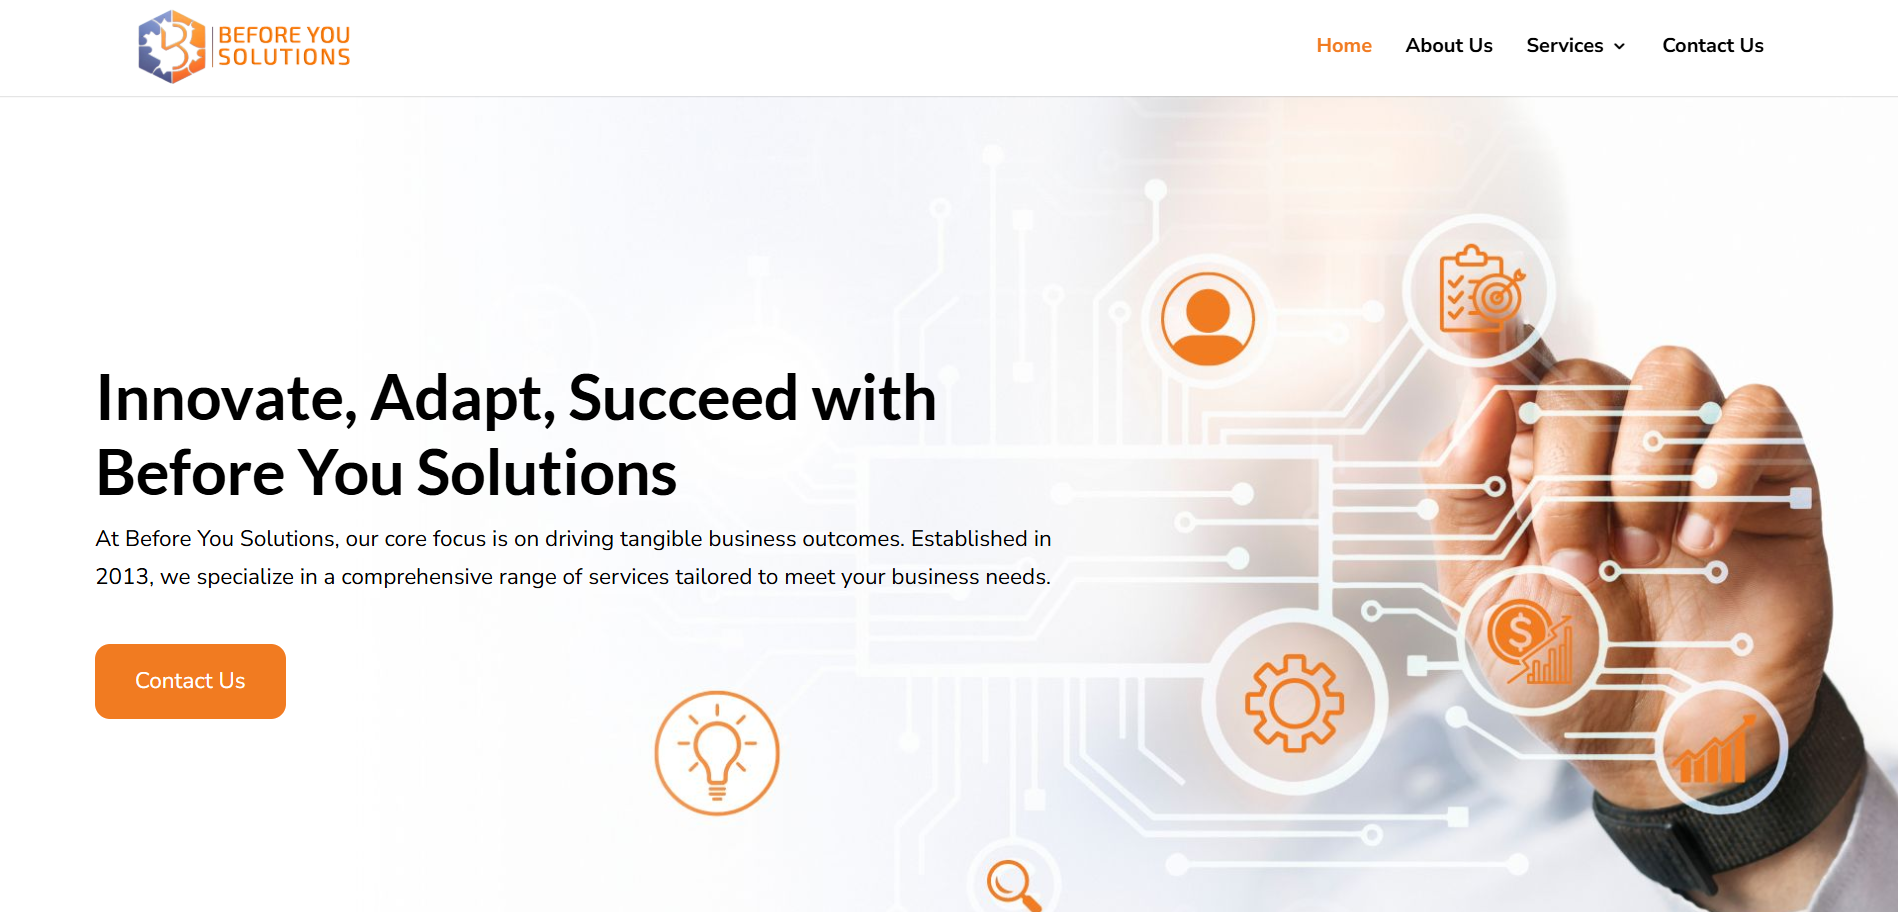 BEFORE YOU
SOLUTIONS
Home
About Us
Services
Contact Us
Innovate, Adapt, Succeed with
Before You Solutions
At Before You Solutions, our core focus is on driving tangible business outcomes. Established in
2013, we specialize in a comprehensive range of services tailored to meet your business needs.
Contact Us
$